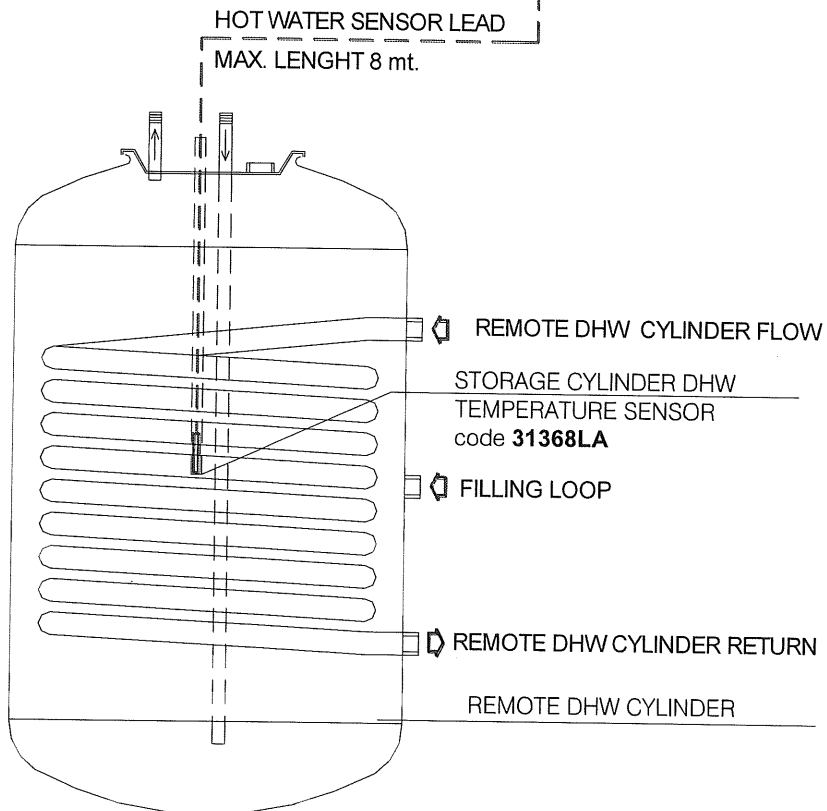 HOT WATER SENSOR LEAD
MAX. LENGHT 8 mt.
REMOTE DHW CYLINDER FLOW
STORAGE CYLINDER DHW
TEMPERATURE SENSOR
code 31368LA
FILLING LOOP
REMOTE DHW CYLINDER RETURN
REMOTE DHW CYLINDER